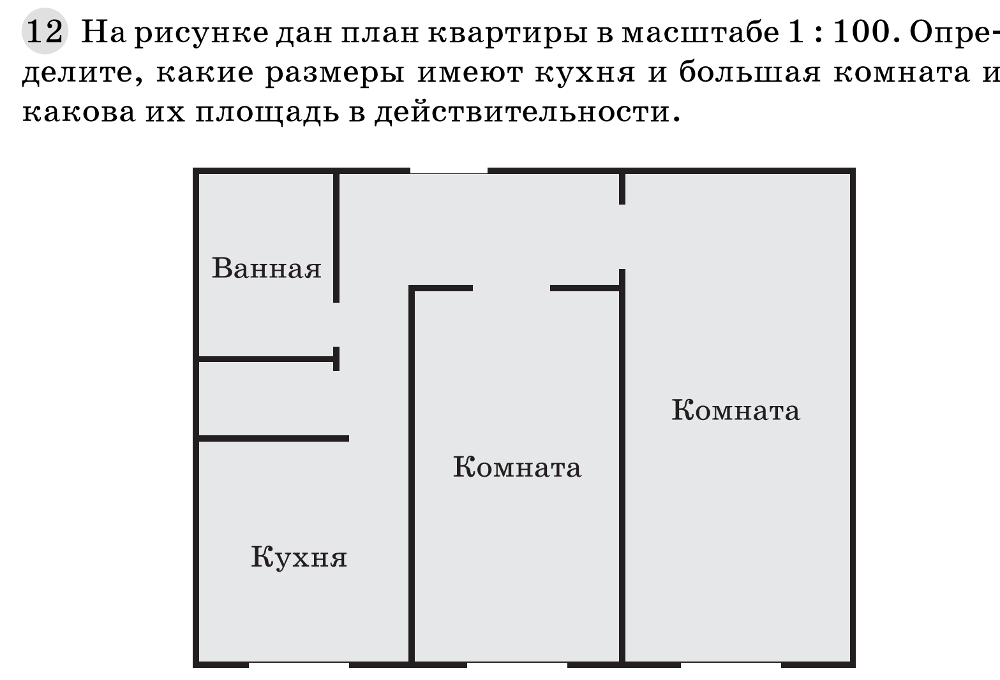 12 На рисунке дан план квартиры в масштабе 1 : 100. Опре-
делите, какие размеры имеют кухня и большая комната и
какова их площадь в действительности.
Ванная
Комната
Комната
Кухня